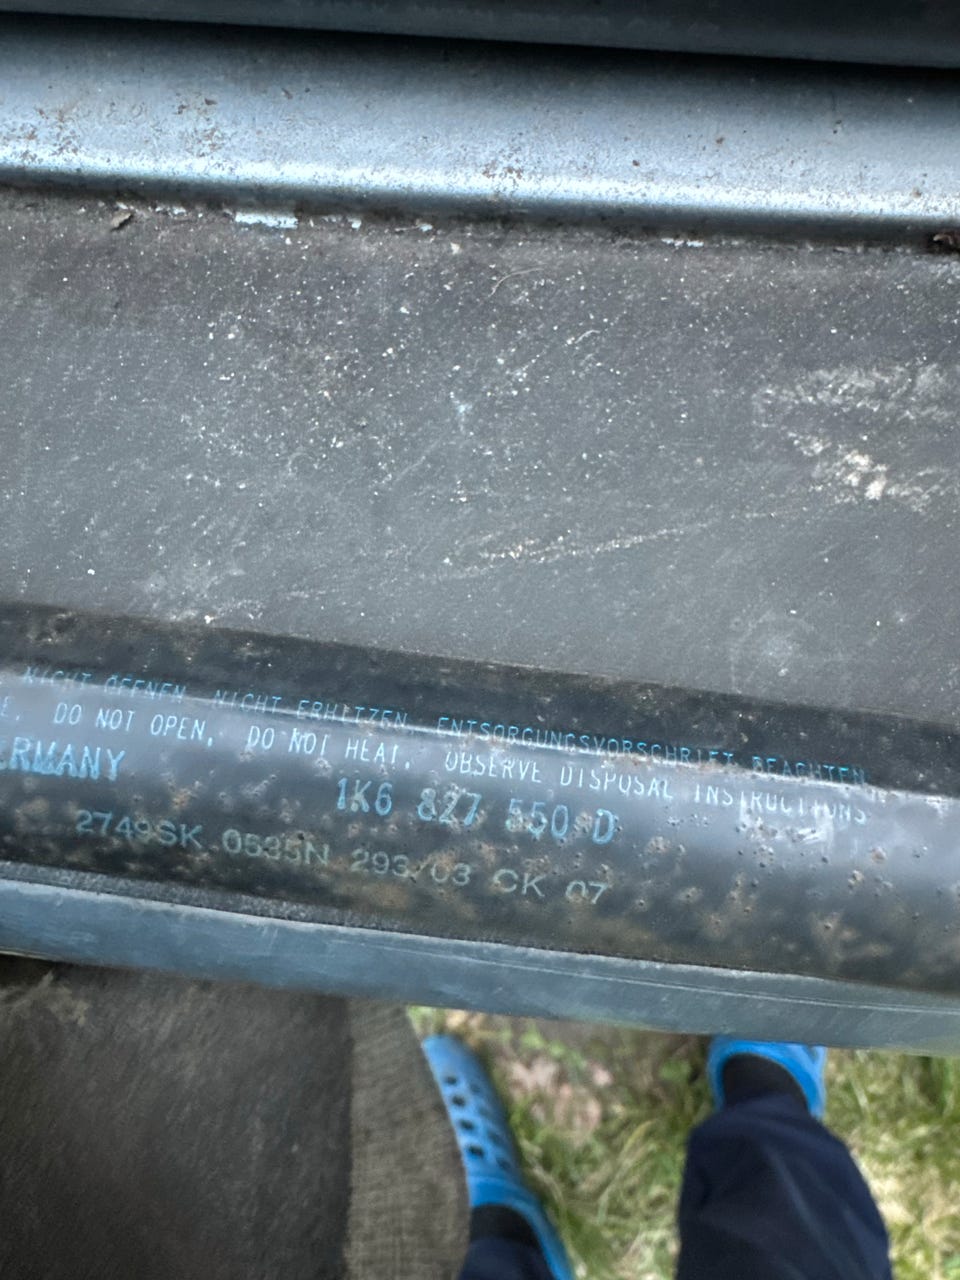 NICHT ÖFFNEN, NICHT ERHITZEN, ENTSORGUNGSVORSCHRIFT BEACHTEN
E, DO NOT OPEN, DO NOT HEAT, OBSERVE DISPOSAL INSTRUCTIONS
ERMANY 1K6 827 550 D
2749SK 0535N 293/03 CK 07